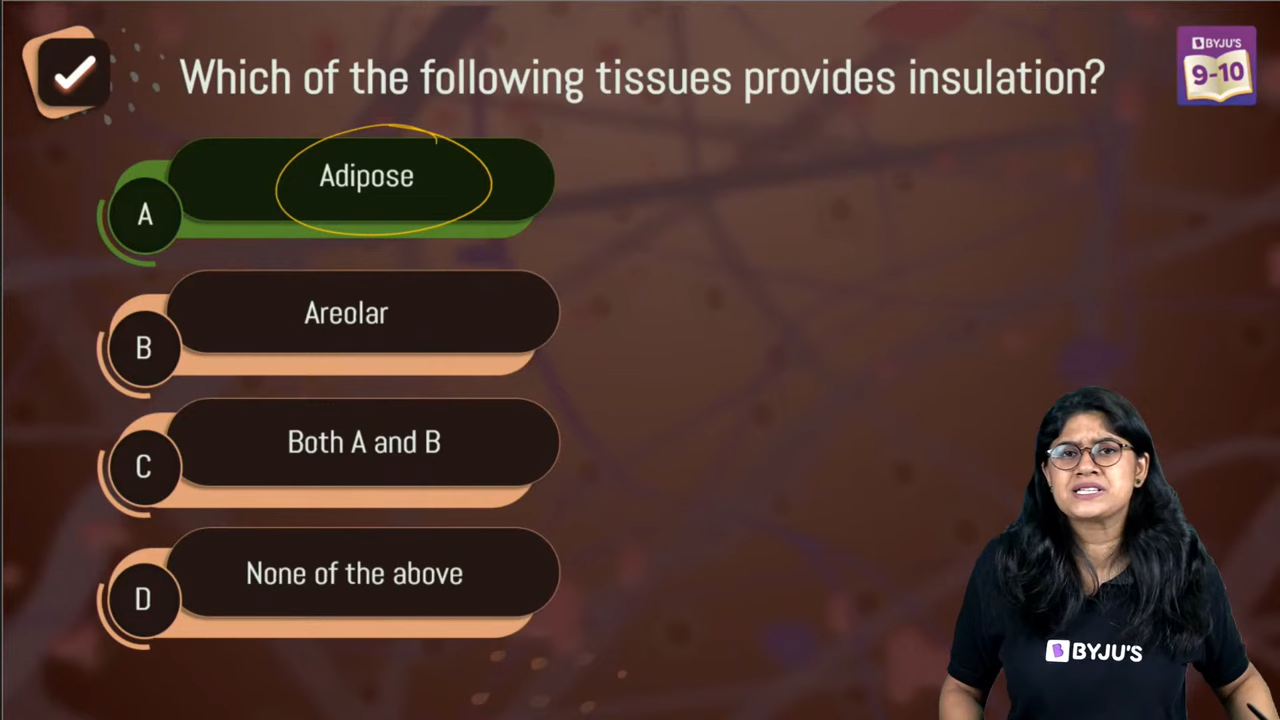 Which of the following tissues provides insulation?
BYJU'S
9-10
A
Adipose
B
Areolar
C
Both A and B
D
None of the above
B BYJU'S